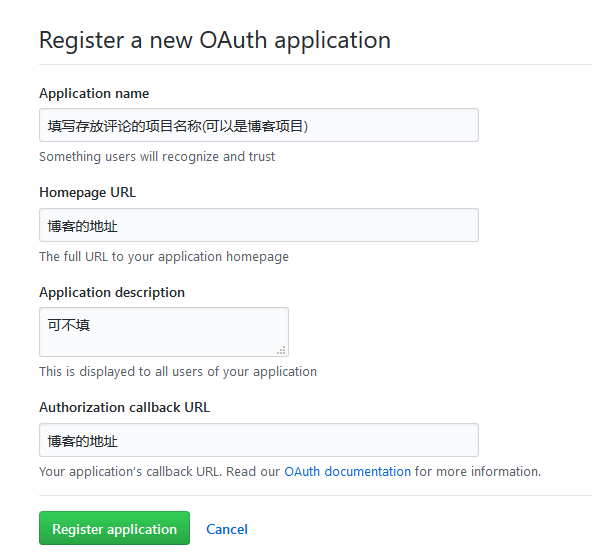 Register a new OAuth application
Application name
填写存放评论的项目名称(可以是博客项目)
Something users will recognize and trust
Homepage URL
博客的地址
The full URL to your application homepage
Application description
可不填
This is displayed to all users of your application
Authorization callback URL
博客的地址
Your application's callback URL. Read our OAuth documentation for more information.
Register application Cancel